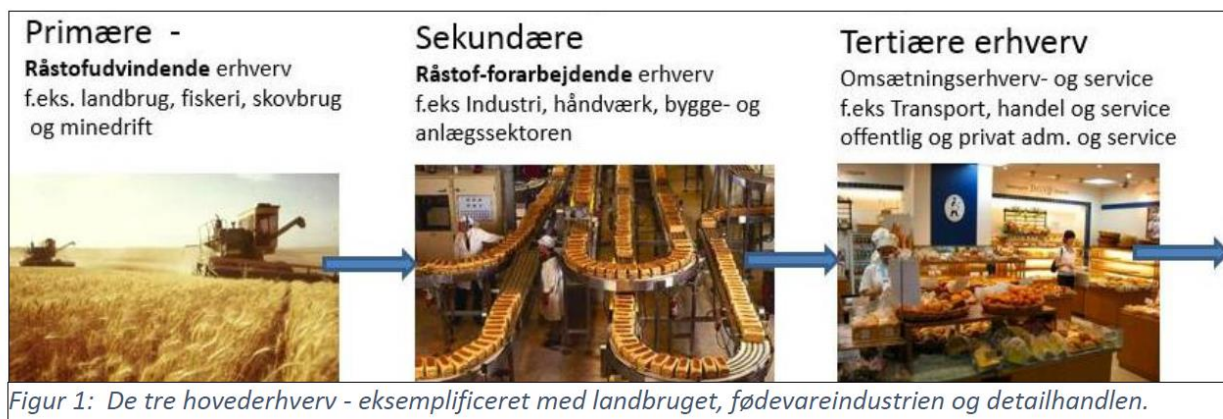 Primære -
Råstofudvindende erhverv
f.eks. landbrug, fiskeri, skovbrug
og minedrift
Sekundære
Råstof-forarbejdende erhverv
f.eks Industri, håndværk, bygge- og
anlægssektoren
Tertiære erhverv
Omsætningserhverv- og service
f.eks Transport, handel og service
offentlig og privat adm. og service
Figur 1: De tre hovederhverv - eksemplificeret med landbruget, fødevareindustrien og detailhandlen.